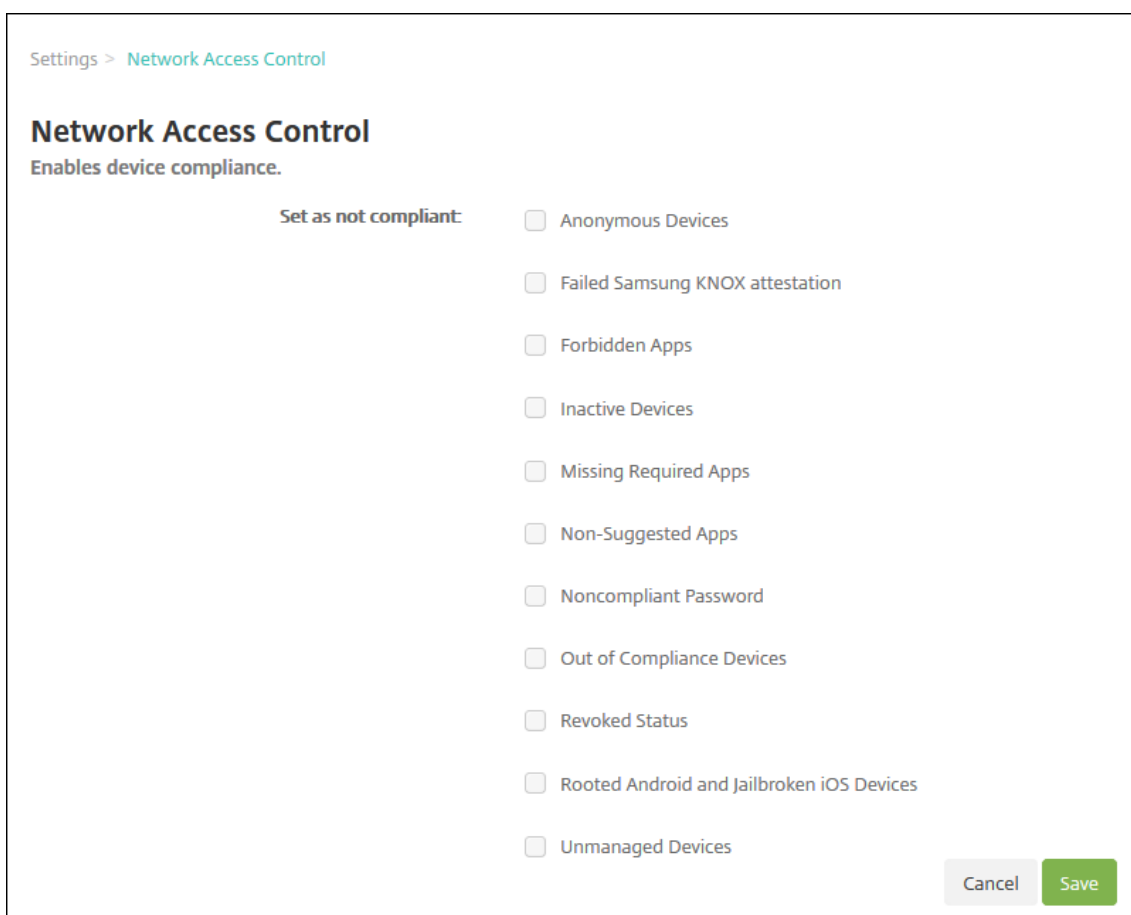 Settings > Network Access Control
Network Access Control
Enables device compliance.
Set as not compliant:
Anonymous Devices
Failed Samsung KNOX attestation
Forbidden Apps
Inactive Devices
Missing Required Apps
Non-Suggested Apps
Noncompliant Password
Out of Compliance Devices
Revoked Status
Rooted Android and Jailbroken iOS Devices
Unmanaged Devices
Cancel Save